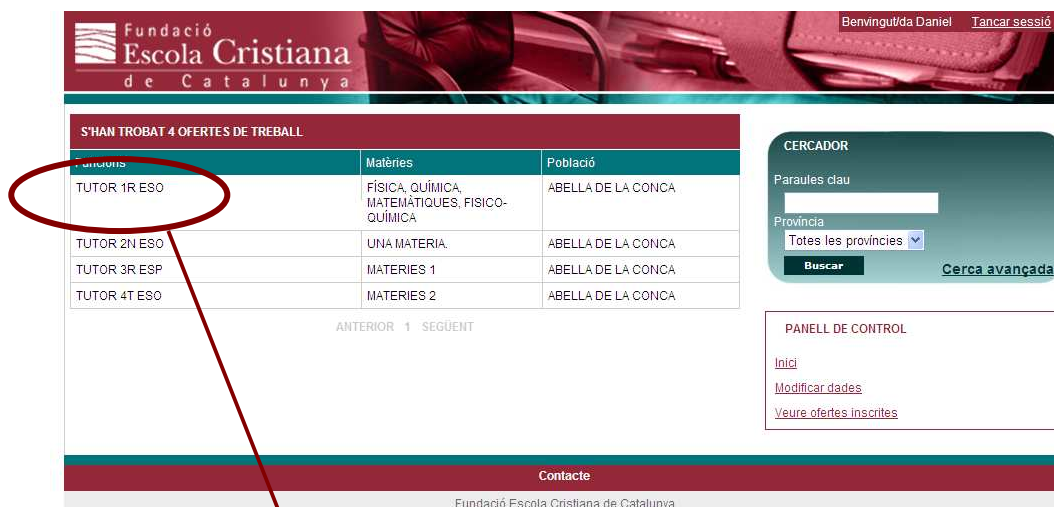 Fundació
Escola Cristiana
de Catalunya
Benvingut/da Daniel Tancar sessió
S'HAN TROBAT 4 OFERTES DE TREBALL
Funcions Matèries Població
TUTOR 1R ESO FÍSICA, QUÍMICA, ABELLA DE LA CONCA
MATEMÀTIQUES, FISICO-
QUÍMICA
TUTOR 2N ESO UNA MATERIA. ABELLA DE LA CONCA
TUTOR 3R ESP MATERIES 1 ABELLA DE LA CONCA
TUTOR 4T ESO MATERIES 2 ABELLA DE LA CONCA
ANTERIOR 1 SEGÜENT
CERCADOR
Paraules clau
Província
Totes les províncies
Buscar Cerca avançada
PANELL DE CONTROL
Inici
Modificar dades
Veure ofertes inscrites
Contacte
Fundació Escola Cristiana de Catalunya